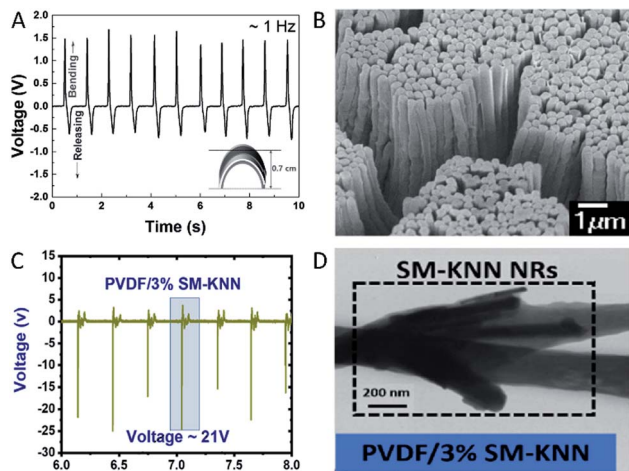 A
~ 1 Hz
2.0
1.5
1.0
0.5
0.0
-0.5
-1.0
-1.5
-2.0
Voltage (V)
Bending
Releasing
0.7 cm
0 2 4 6 8 10
Time (s)
B
1μm
C
15
10
5
0
-5
-10
-15
-20
-25
-30
Voltage (v)
PVDF/3% SM-KNN
Voltage ~ 21V
6.0 6.5 7.0 7.5 8.0
D
SM-KNN NRs
200 nm
PVDF/3% SM-KNN